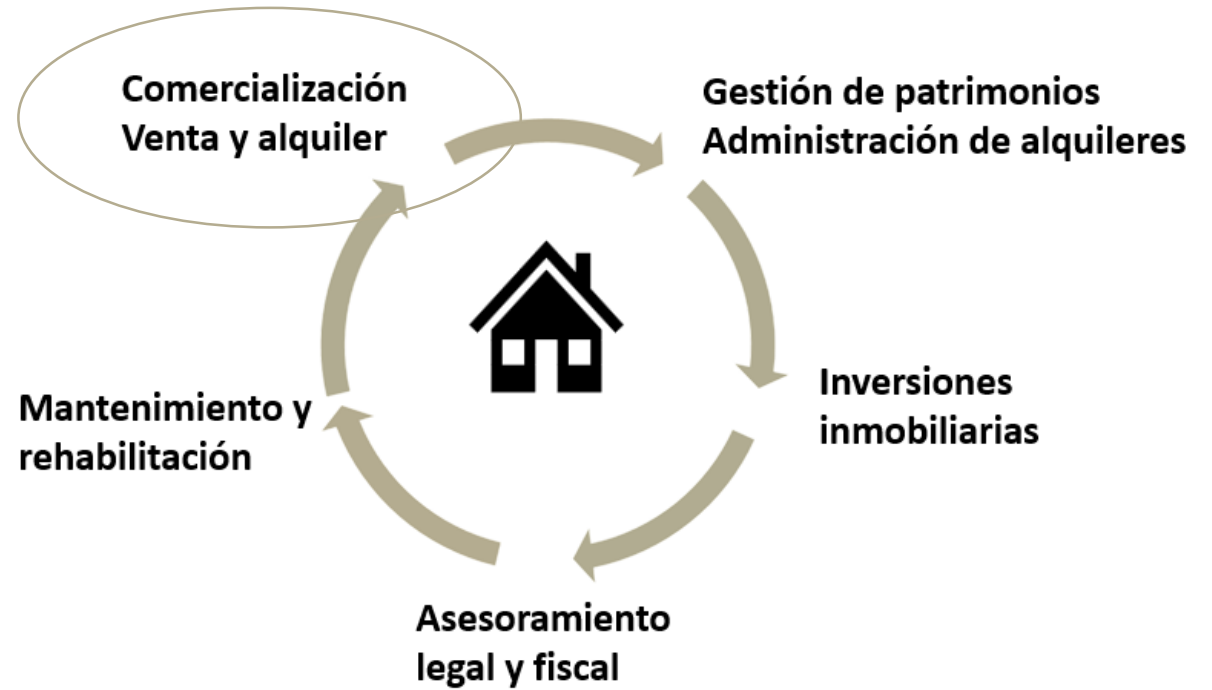 Comercialización
Venta y alquiler
Gestión de patrimonios
Administración de alquileres
Inversiones
inmobiliarias
Asesoramiento
legal y fiscal
Mantenimiento y
rehabilitación